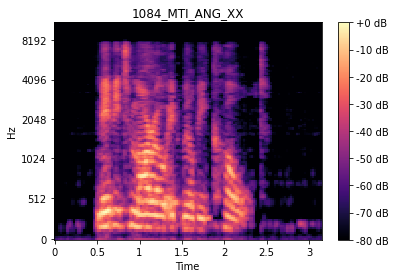 1084_MTI_ANG_XX
+0 dB
8192
-10 dB
4096
-20 dB
-30 dB
2048
Hz
-40 dB
1024
-50 dB
512
-60 dB
-70 dB
0
-80 dB
0 0.5 1 1.5 2 2.5 3
Time